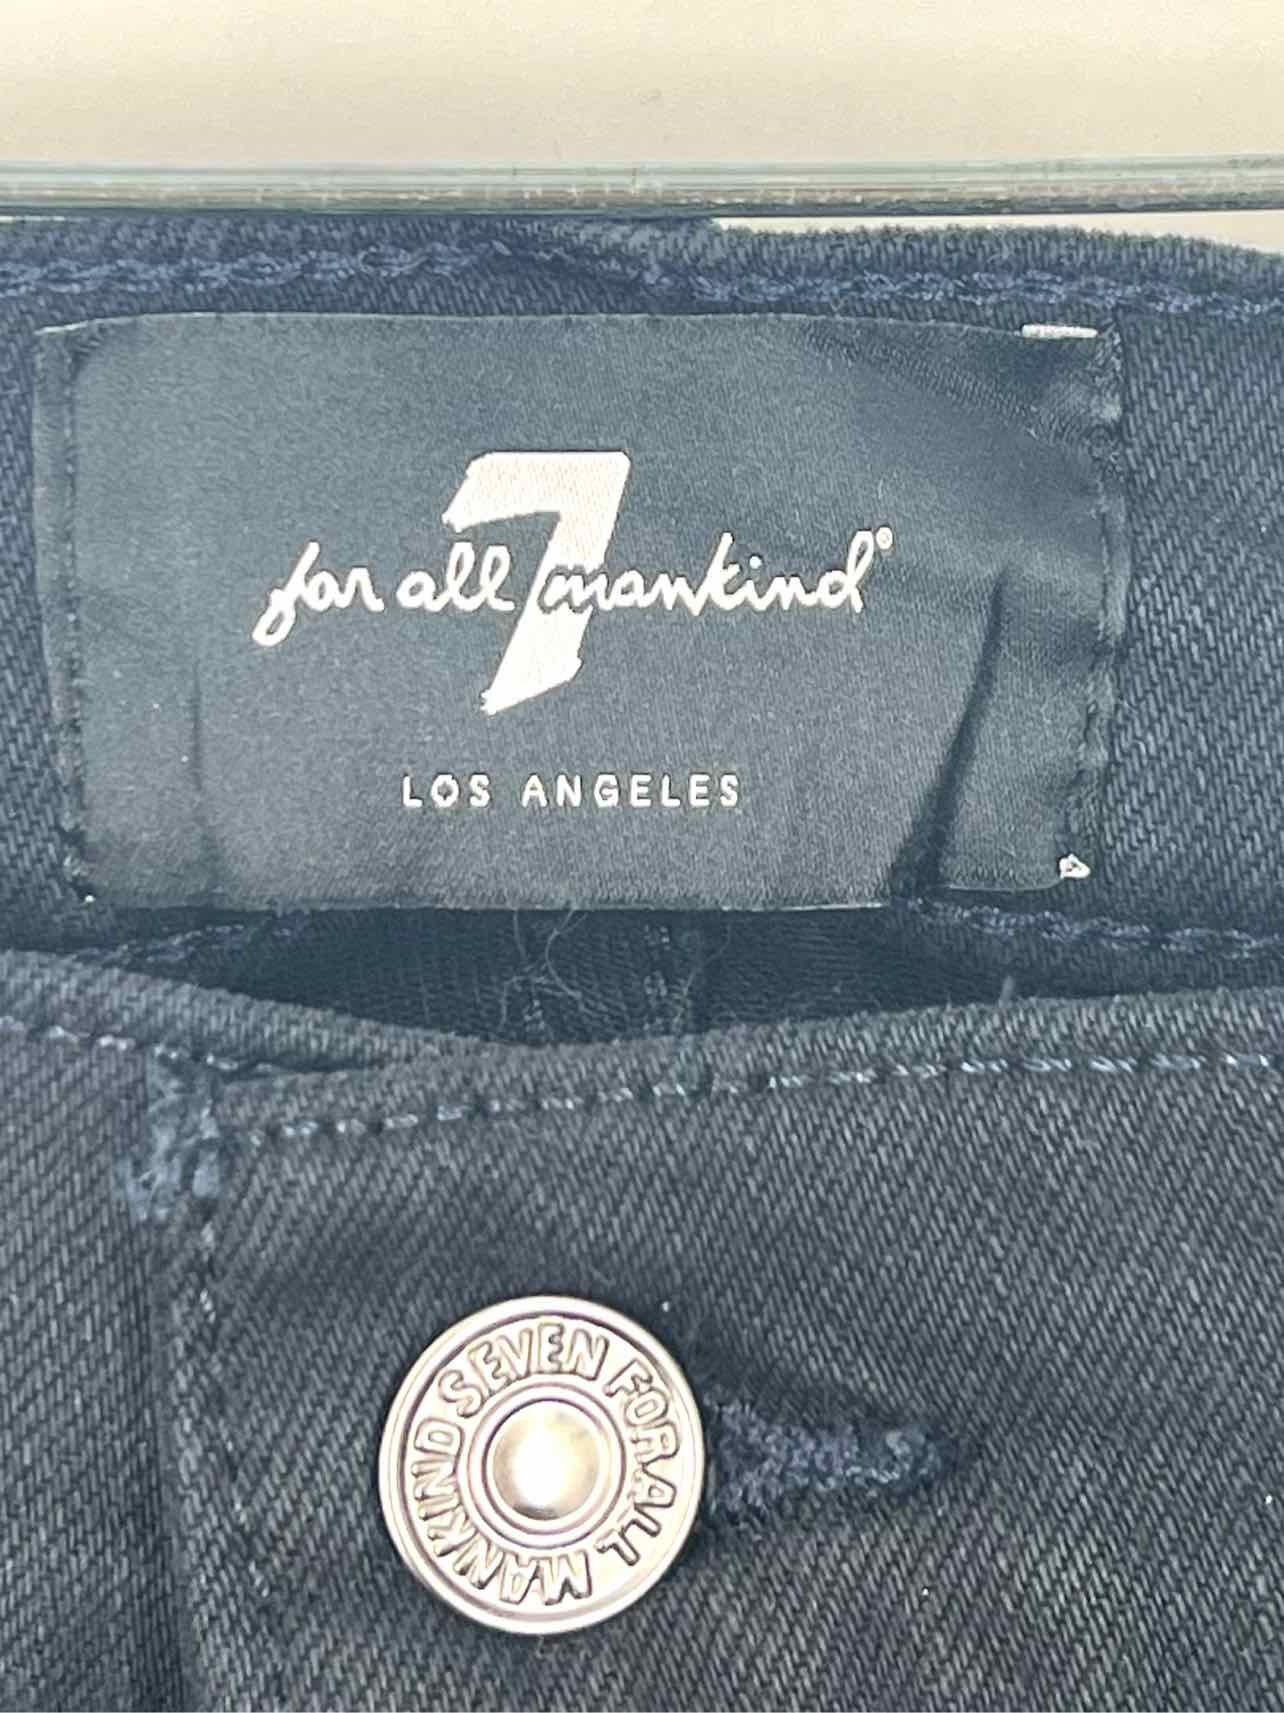 7
for all mankind®
LOS ANGELES
SEVEN FOR ALL MANKIND